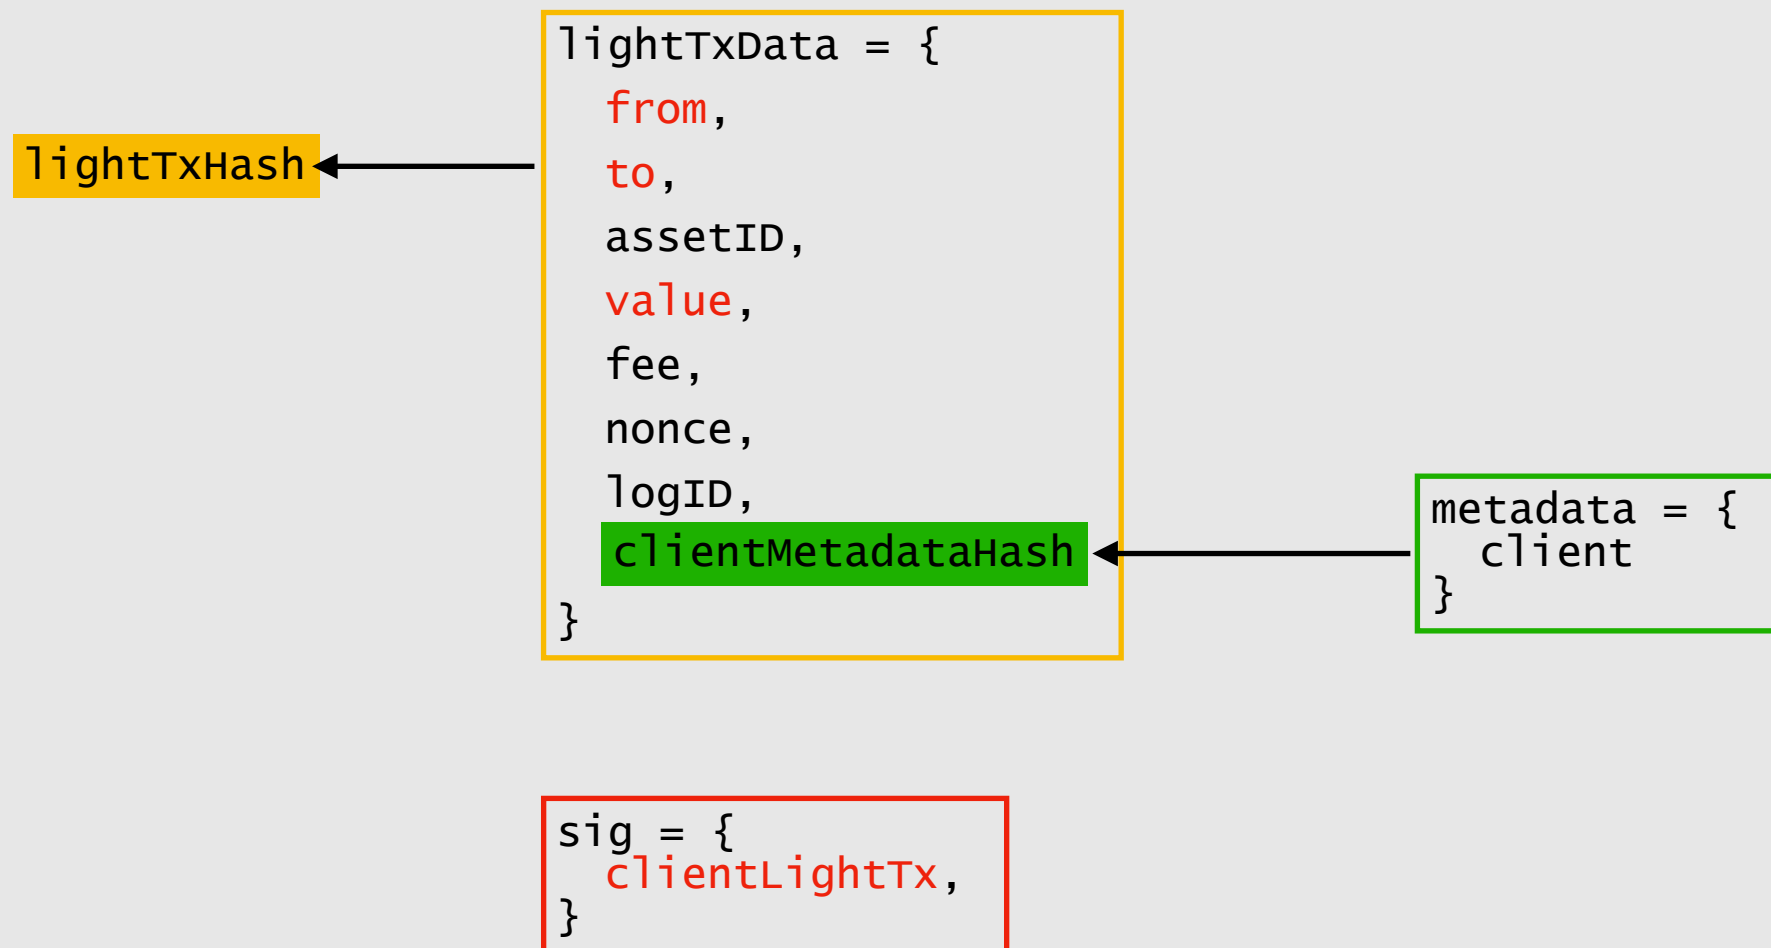 lightTxHash
lightTxData = {
from,
to,
assetID,
value,
fee,
nonce,
logID,
clientMetadataHash
}
metadata = {
client
}
sig = {
clientLightTx,
}